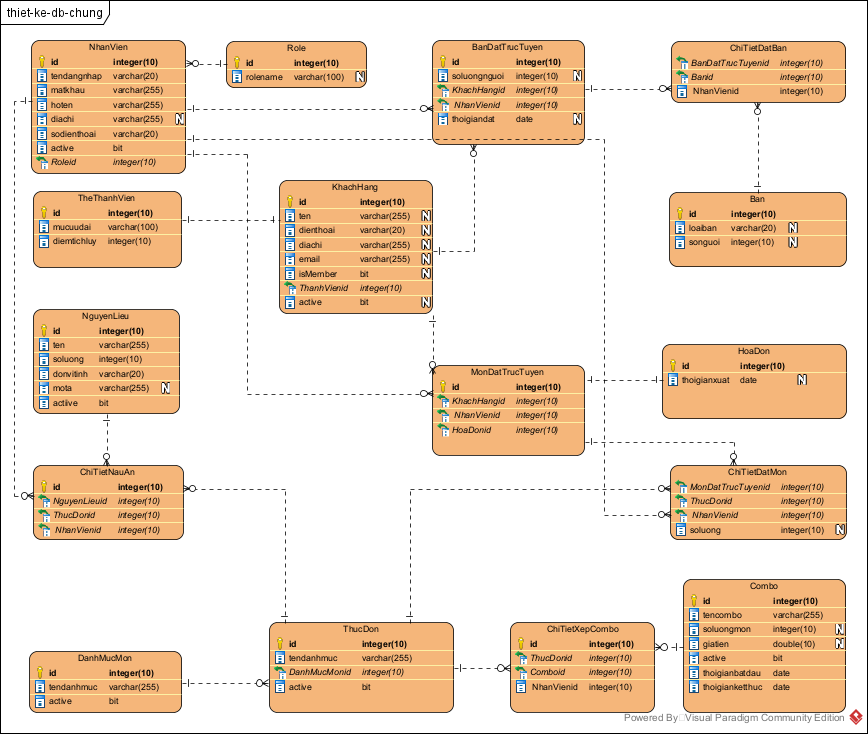 thiet-ke-db-chung
NhanVien
id integer(10)
tendangnhap varchar(20)
matkhau varchar(255)
hoten varchar(255)
diachi varchar(255) N
sodienthoai varchar(20)
active bit
Roleid integer(10)
Role
id integer(10)
rolename varchar(100) N
BanDatTrucTuyen
id integer(10)
soluongnguoi integer(10) N
KhachHangid integer(10)
NhanVienid integer(10)
thoigiandat date N
ChiTietDatBan
BanDatTrucTuyenid integer(10)
Banid integer(10)
NhanVienid integer(10)
TheThanhVien
id integer(10)
mucuudai varchar(100)
diemtichluy integer(10)
KhachHang
id integer(10)
ten varchar(255) N
dienthoai varchar(20) N
diachi varchar(255) N
email varchar(255) N
isMember bit N
ThanhVienid integer(10)
active bit N
Ban
id integer(10)
loaiban varchar(20) N
songuoi integer(10) N
NguyenLieu
id integer(10)
ten varchar(255)
soluong integer(10)
donvitinh varchar(20)
mota varchar(255) N
actiive bit
MonDatTrucTuyen
id integer(10)
KhachHangid integer(10)
NhanVienid integer(10)
HoaDonid integer(10)
HoaDon
id integer(10)
thoigianxuat date N
ChiTietNauAn
id integer(10)
NguyenLieuid integer(10)
ThucDonid integer(10)
NhanVienid integer(10)
ChiTietDatMon
MonDatTrucTuyenid integer(10)
ThucDonid integer(10)
NhanVienid integer(10)
soluong integer(10) N
DanhMucMon
id integer(10)
tendanhmuc varchar(255)
active bit
ThucDon
id integer(10)
tendanhmuc varchar(255)
DanhMucMonid integer(10)
active bit
ChiTietXepCombo
id integer(10)
ThucDonid integer(10)
Comboid integer(10)
NhanVienid integer(10)
Combo
id integer(10)
tencombo varchar(255)
soluongmon integer(10) N
giatien double(10) N
active bit
thoigianbatdau date
thoigianketthuc date
Powered By Visual Paradigm Community Edition